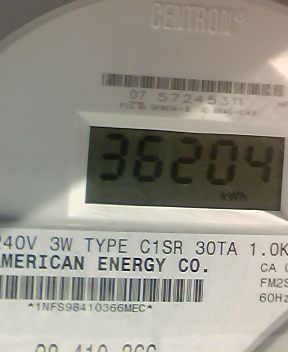 CENTRON®
07 57245311
36204
kWh
240V 3W TYPE C1SR 30TA 1.0K
AMERICAN ENERGY CO.
CA
FM2S
60Hz
*1NFS98410366MEC*